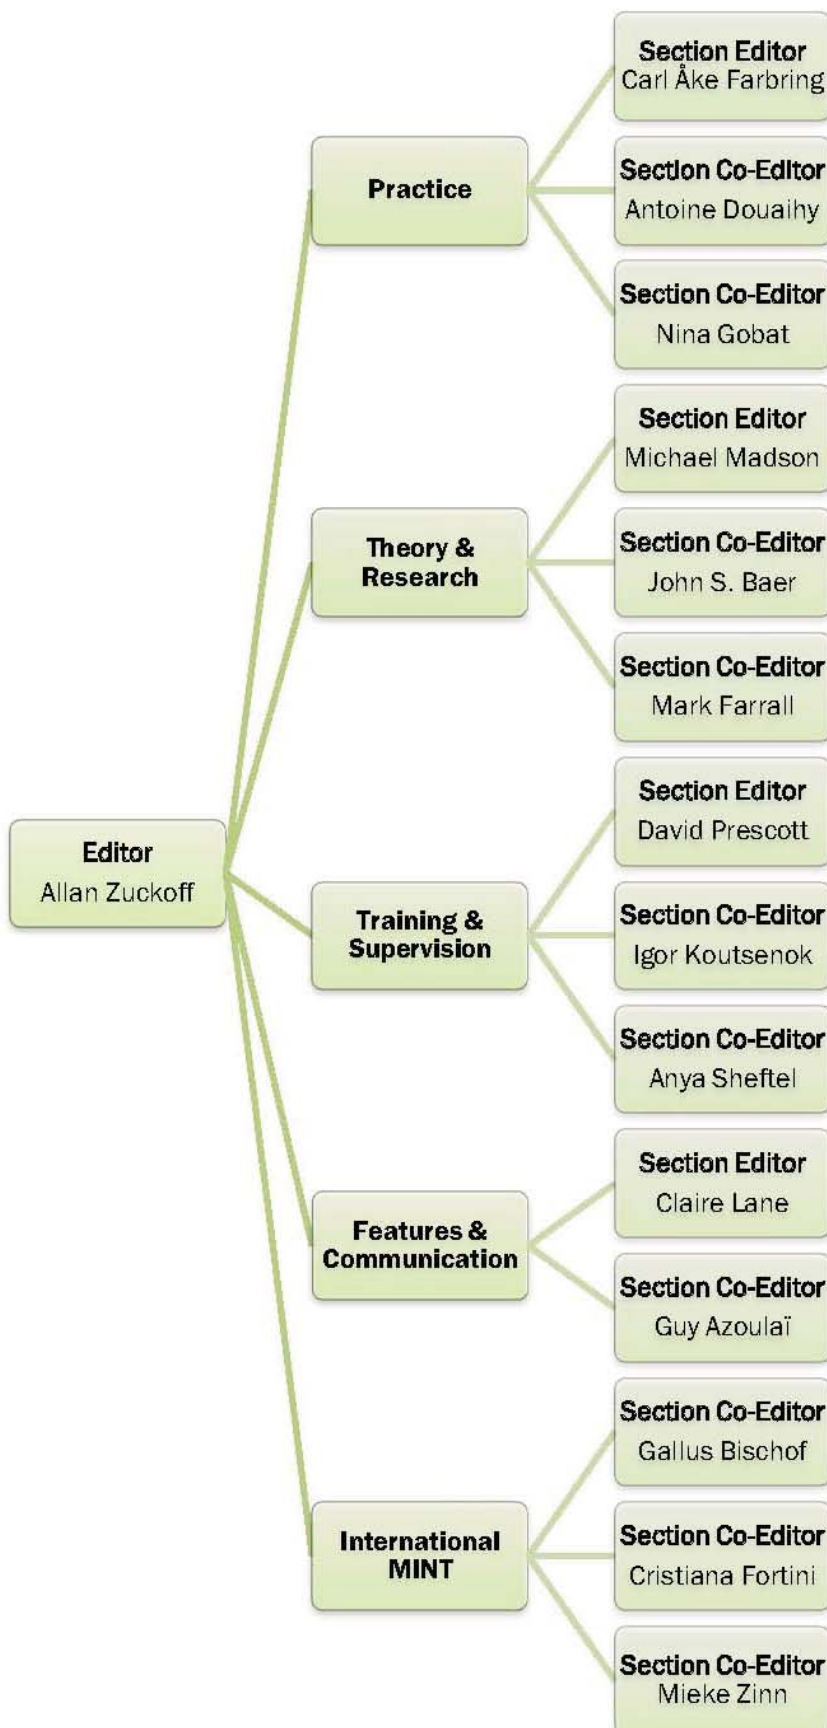 Editor
Allan Zuckoff
Practice
Section Editor
Carl Åke Farbring
Section Co-Editor
Antoine Douaihy
Section Co-Editor
Nina Gobat
Theory &
Research
Section Editor
Michael Madson
Section Co-Editor
John S. Baer
Section Co-Editor
Mark Farrall
Training &
Supervision
Section Editor
David Prescott
Section Co-Editor
Igor Koutsenok
Section Co-Editor
Anya Sheftel
Features &
Communication
Section Editor
Claire Lane
Section Co-Editor
Guy Azoulaï
International
MINT
Section Co-Editor
Gallus Bischof
Section Co-Editor
Cristiana Fortini
Section Co-Editor
Mieke Zinn